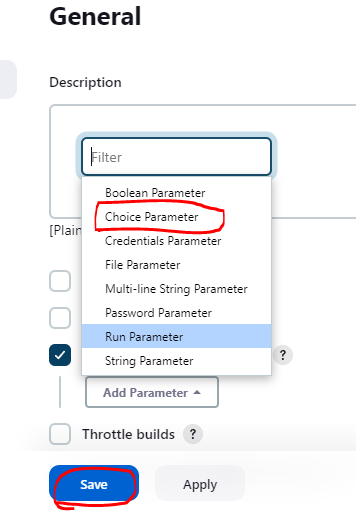 General
Description
Filter
Boolean Parameter
Choice Parameter
Credentials Parameter
[Plain
File Parameter
Multi-line String Parameter
Password Parameter
Run Parameter
String Parameter
?
Add Parameter
Throttle builds ?
Save Apply